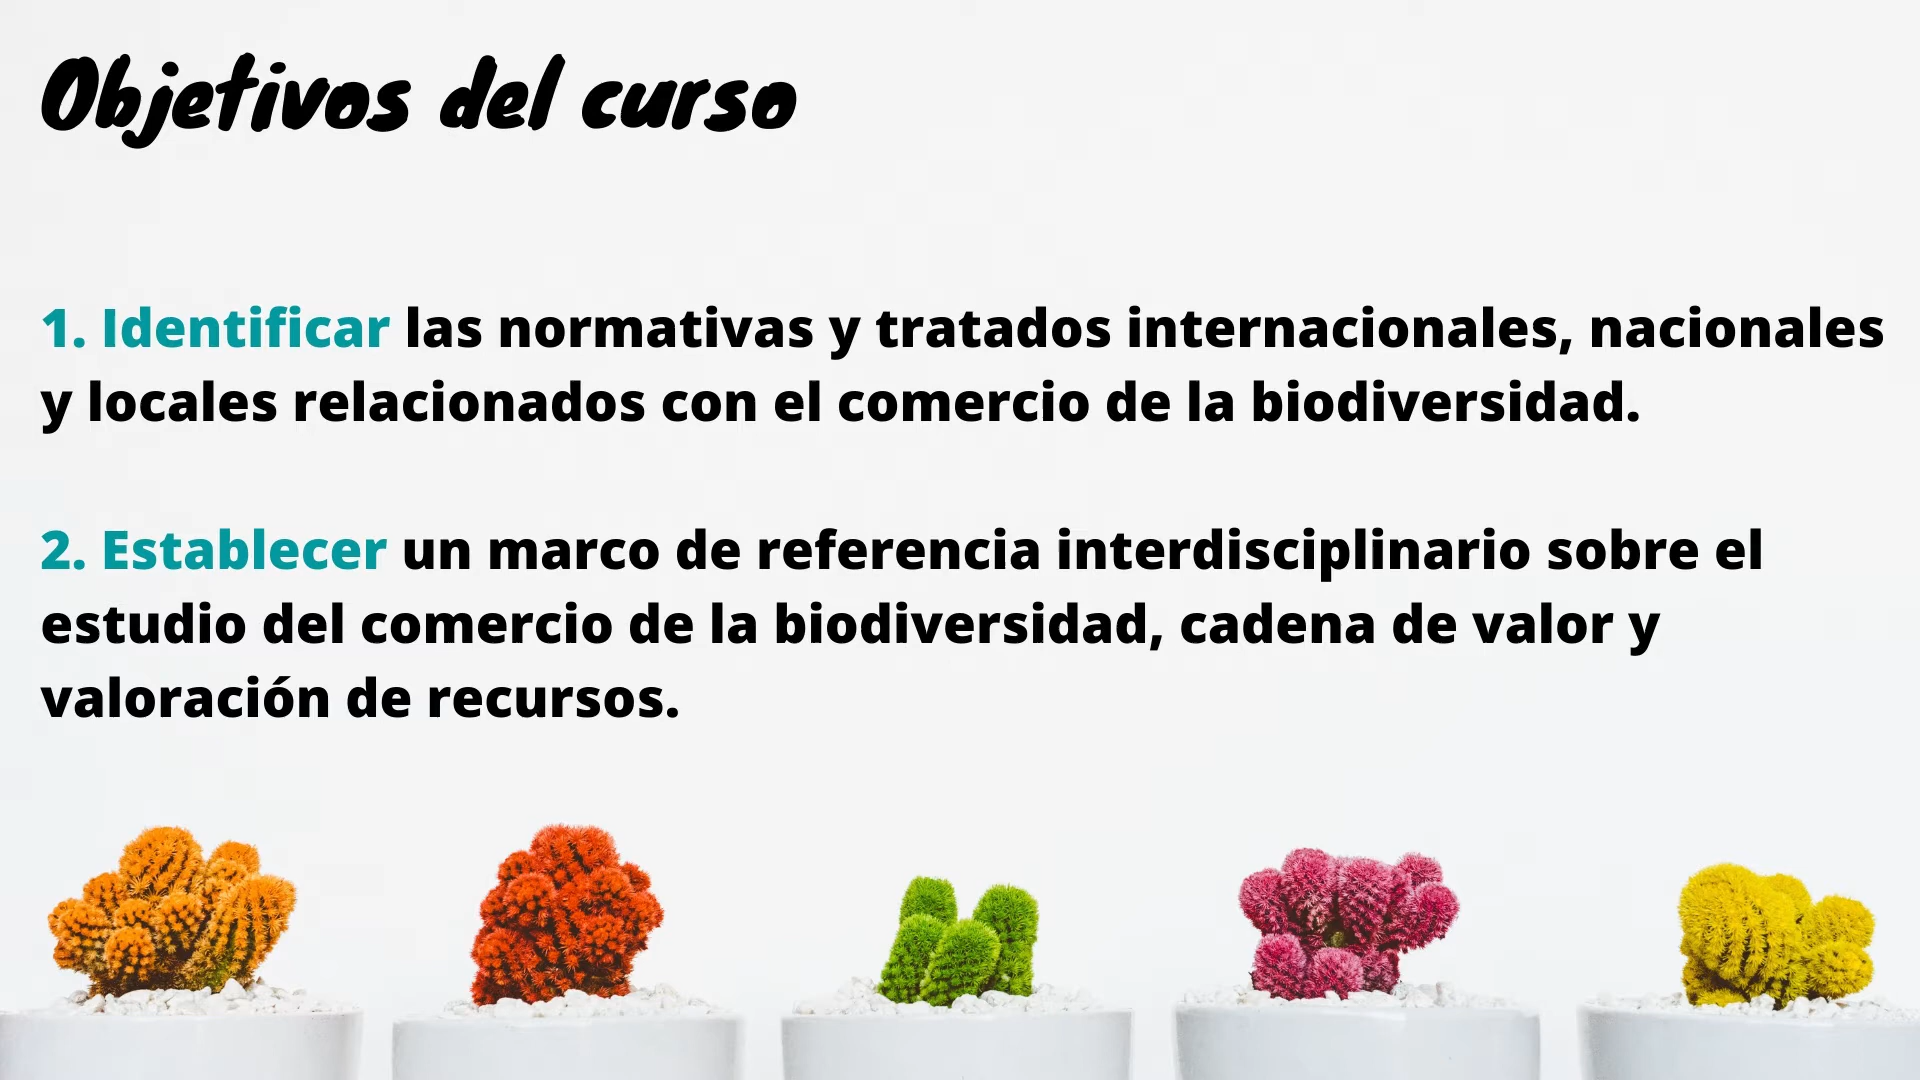 Objetivos del curso
1. Identificar las normativas y tratados internacionales, nacionales
y locales relacionados con el comercio de la biodiversidad.
2. Establecer un marco de referencia interdisciplinario sobre el
estudio del comercio de la biodiversidad, cadena de valor y
valoración de recursos.